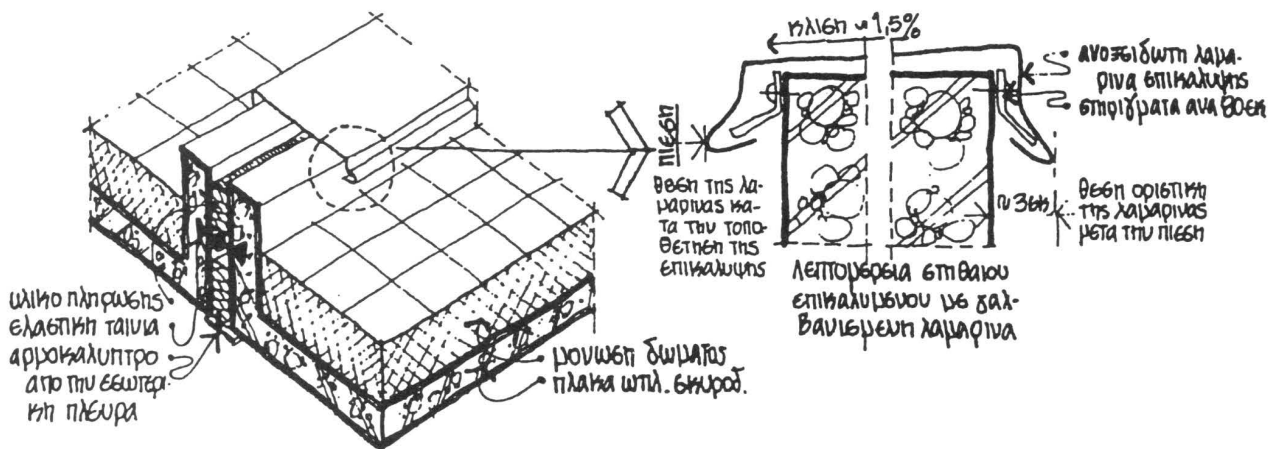 υλικο πληρωσης
ελαστικη ταινια
αρμοκαλυπτρο
απο την εσωτερι-
κη πλευρα
μονωση δωματος
πλακα ωπλ. σκυροδ.
πιεση
θεση της λα-
μαρινας κα-
τα την τοπο-
θετηση της
επικαλυψης
κλιση ~ 1,5%
ανοξειδωτη λαμα-
ρινα επικαλυψης
στηριγματα ανα 80εκ
~ 3εκ
θεση οριστικη
της λαμαρινας
μετα την πιεση
λεπτομερεια στηθαιου
επικαλυμενου με γαλ-
βανισμενη λαμαρινα